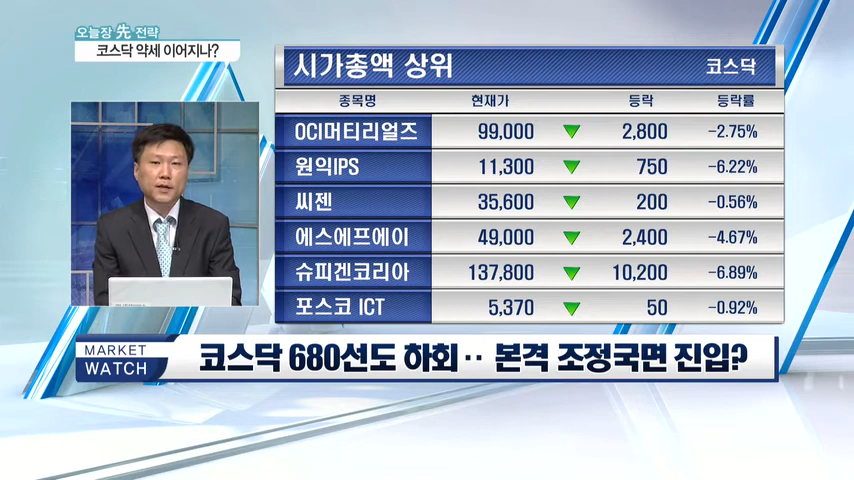 오늘장 先 전략
코스닥 약세 이어지나?
시가총액 상위 코스닥
종목명 현재가 등락 등락률
OCI머티리얼즈 99,000 ▼ 2,800 -2.75%
원익IPS 11,300 ▼ 750 -6.22%
씨젠 35,600 ▼ 200 -0.56%
에스에프에이 49,000 ▼ 2,400 -4.67%
슈피겐코리아 137,800 ▼ 10,200 -6.89%
포스코 ICT 5,370 ▼ 50 -0.92%
MARKET WATCH
코스닥 680선도 하회‥ 본격 조정국면 진입?